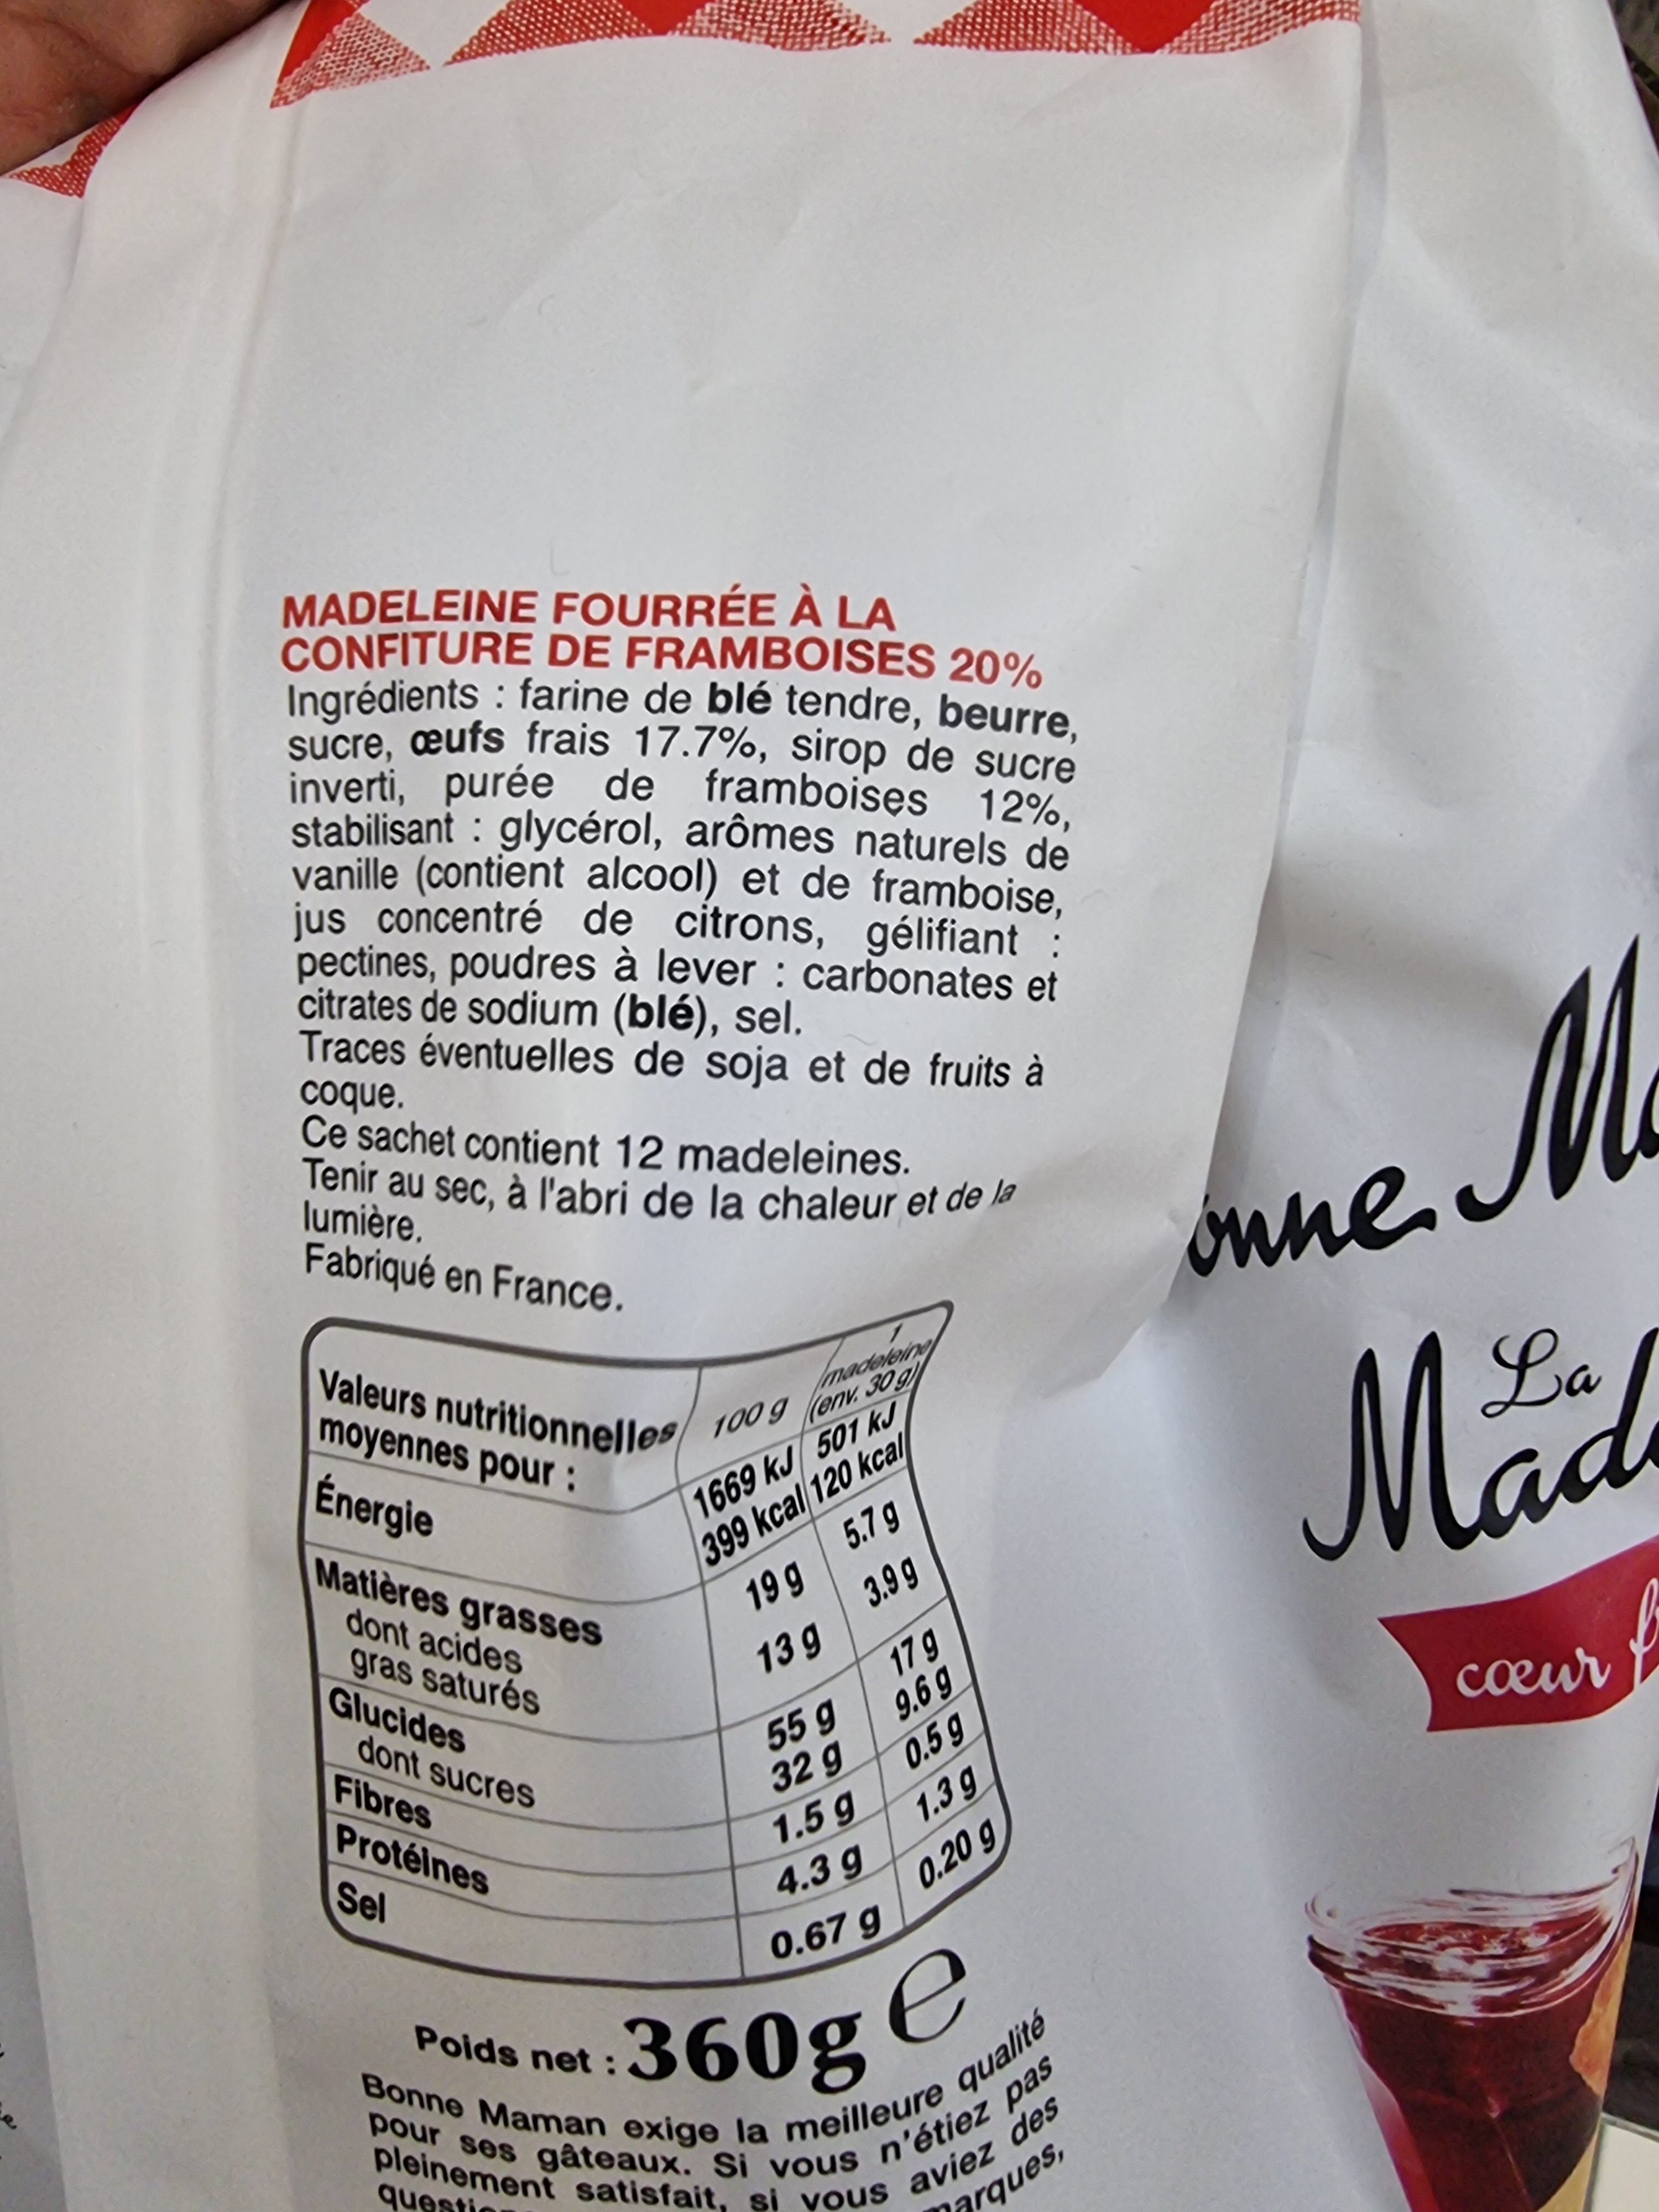 MADELEINE FOURRÉE À LA
CONFITURE DE FRAMBOISES 20%
Ingrédients : farine de blé tendre, beurre,
sucre, œufs frais 17.7%, sirop de sucre
inverti, purée de framboises 12%,
stabilisant : glycérol, arômes naturels de
vanille (contient alcool) et de framboise,
jus concentré de citrons, gélifiant :
pectines, poudres à lever : carbonates et
citrates de sodium (blé), sel.
Traces éventuelles de soja et de fruits à
coque.
Ce sachet contient 12 madeleines.
Tenir au sec, à l'abri de la chaleur et de la
lumière.
Fabriqué en France.
Valeurs nutritionnelles moyennes pour : 100 g 1 madeleine (env. 30 g)
Énergie 1669 kJ 501 kJ
399 kcal 120 kcal
Matières grasses 19 g 5.7 g
dont acides
gras saturés 13 g 3.9 g
Glucides 55 g 17 g
dont sucres 32 g 9.6 g
Fibres 1.5 g 0.5 g
Protéines 4.3 g 1.3 g
Sel 0.67 g 0.20 g
Poids net : 360g e
Bonne Maman exige la meilleure qualité
pour ses gâteaux. Si vous n'étiez pas
pleinement satisfait, si vous aviez des
La
cœur